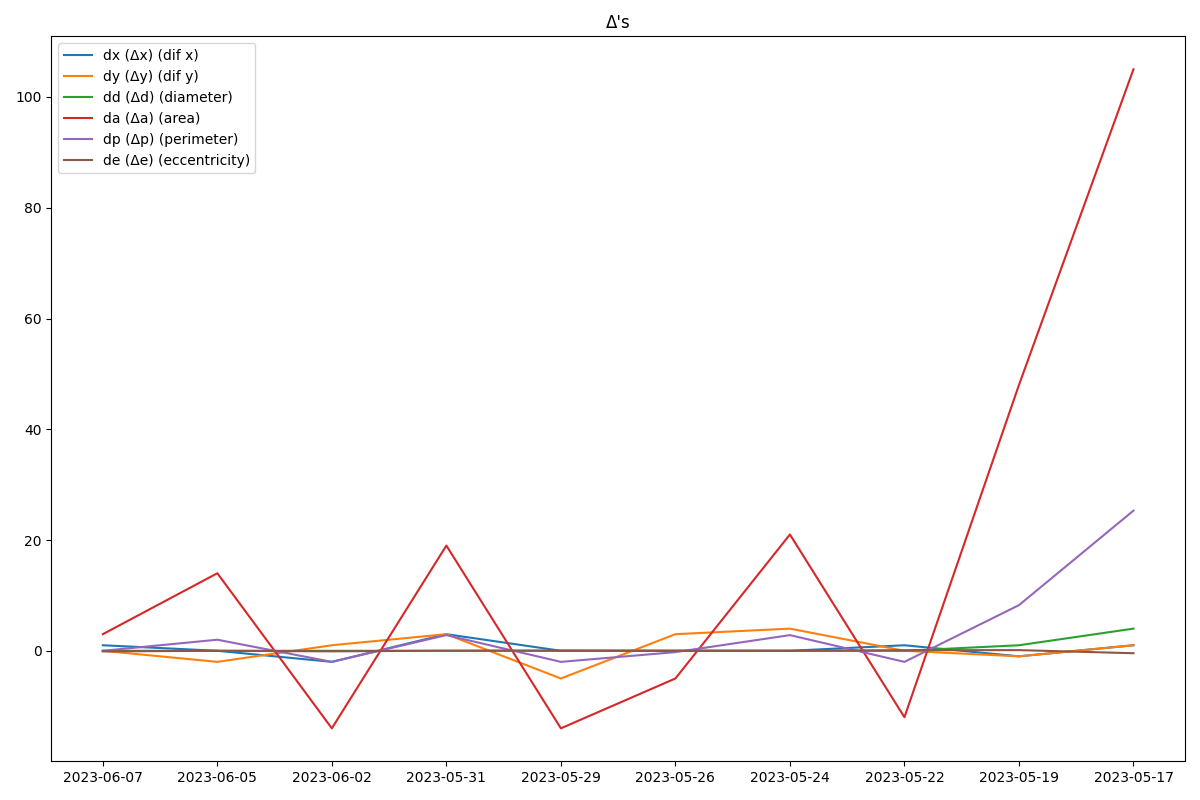 Δ's
dx (Δx) (dif x)
dy (Δy) (dif y)
dd (Δd) (diameter)
da (Δa) (area)
dp (Δp) (perimeter)
de (Δe) (eccentricity)
100
80
60
40
20
0
2023-06-07 2023-06-05 2023-06-02 2023-05-31 2023-05-29 2023-05-26 2023-05-24 2023-05-22 2023-05-19 2023-05-17